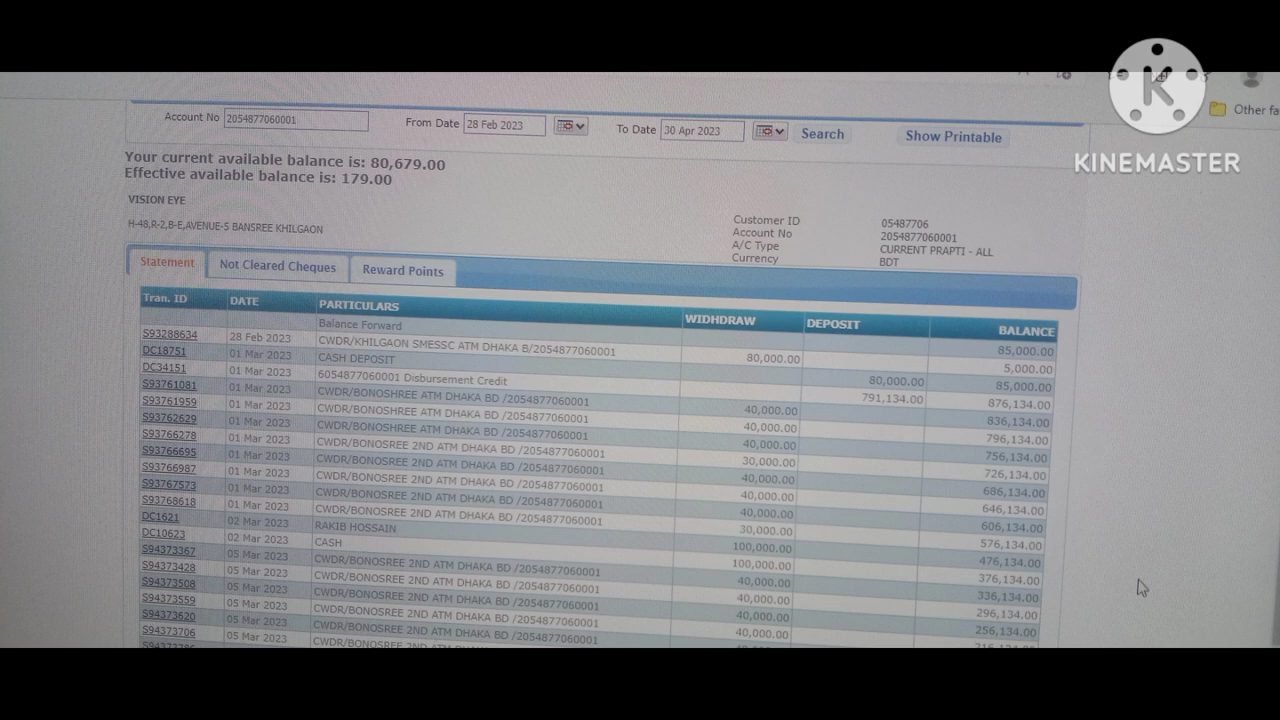 Other fa
KINEMASTER
Account No 2054877060001 From Date 28 Feb 2023 To Date 30 Apr 2023 Search Show Printable
Your current available balance is: 80,679.00
Effective available balance is: 179.00
VISION EYE
H-48,R-2,B-E,AVENUE-5 BANSREE KHILGAON
Customer ID 05487706
Account No 2054877060001
A/C Type CURRENT PRAPTI - ALL
Currency BDT
Statement Not Cleared Cheques Reward Points
Tran. ID DATE PARTICULARS WIDHDRAW DEPOSIT BALANCE
Balance Forward 85,000.00
S93288634 28 Feb 2023 CWDR/KHILGAON SMESSC ATM DHAKA B/2054877060001 80,000.00 5,000.00
DC18751 01 Mar 2023 CASH DEPOSIT 80,000.00 85,000.00
DC34151 01 Mar 2023 6054877060001 Disbursement Credit 791,134.00 876,134.00
S93761081 01 Mar 2023 CWDR/BONOSHREE ATM DHAKA BD /2054877060001 40,000.00 836,134.00
S93761959 01 Mar 2023 CWDR/BONOSHREE ATM DHAKA BD /2054877060001 40,000.00 796,134.00
S93762629 01 Mar 2023 CWDR/BONOSHREE ATM DHAKA BD /2054877060001 40,000.00 756,134.00
S93766278 01 Mar 2023 CWDR/BONOSREE 2ND ATM DHAKA BD /2054877060001 30,000.00 726,134.00
S93766695 01 Mar 2023 CWDR/BONOSREE 2ND ATM DHAKA BD /2054877060001 40,000.00 686,134.00
S93766987 01 Mar 2023 CWDR/BONOSREE 2ND ATM DHAKA BD /2054877060001 40,000.00 646,134.00
S93767573 01 Mar 2023 CWDR/BONOSREE 2ND ATM DHAKA BD /2054877060001 40,000.00 606,134.00
S93768618 01 Mar 2023 CWDR/BONOSREE 2ND ATM DHAKA BD /2054877060001 30,000.00 576,134.00
DC1621 02 Mar 2023 RAKIB HOSSAIN 100,000.00 476,134.00
DC10623 02 Mar 2023 CASH 100,000.00 376,134.00
S94373367 05 Mar 2023 CWDR/BONOSREE 2ND ATM DHAKA BD /2054877060001 40,000.00 336,134.00
S94373428 05 Mar 2023 CWDR/BONOSREE 2ND ATM DHAKA BD /2054877060001 40,000.00 296,134.00
S94373508 05 Mar 2023 CWDR/BONOSREE 2ND ATM DHAKA BD /2054877060001 40,000.00 256,134.00
S94373559 05 Mar 2023 CWDR/BONOSREE 2ND ATM DHAKA BD /2054877060001 40,000.00
S94373620 05 Mar 2023 CWDR/BONOSREE 2ND ATM DHAKA BD /2054877060001
S94373706 05 Mar 2023